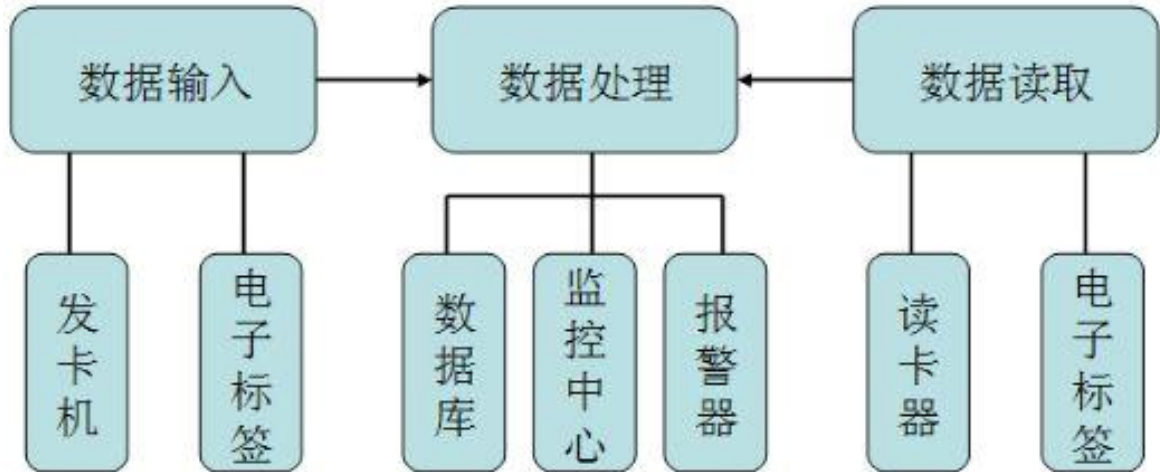 数据输入
数据处理
数据读取
发卡机
电子标签
数据库
监控中心
报警器
读卡器
电子标签